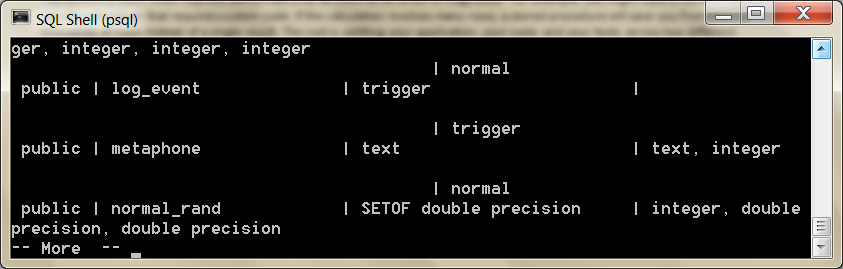 SQL Shell (psql)
ger, integer, integer, integer
| normal
public | log_event | trigger |
| trigger
public | metaphone | text | text, integer
| normal
public | normal_rand | SETOF double precision | integer, double
precision, double precision
-- More --